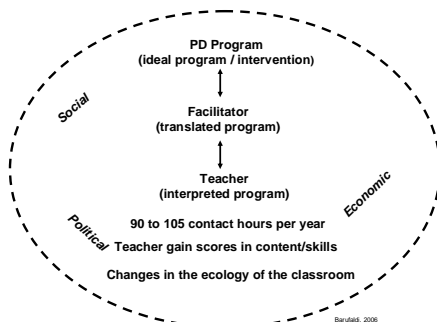 PD Program
(ideal program / intervention)
Social
Facilitator
(translated program)
Teacher
(interpreted program)
Economic
Political
90 to 105 contact hours per year
Teacher gain scores in content/skills
Changes in the ecology of the classroom
Barufaldi, 2006